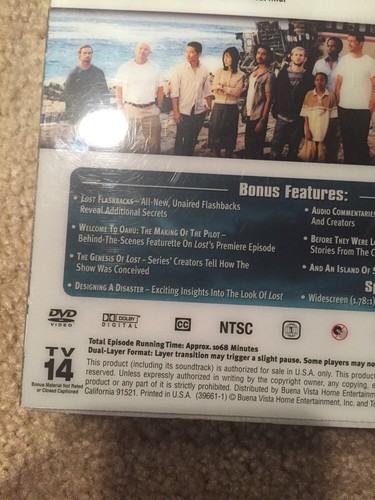 Bonus Features:
• LOST FLASHBACKS – All-New, Unaired Flashbacks
Reveal Additional Secrets
• WELCOME TO OAHU: THE MAKING OF THE PILOT –
Behind-The-Scenes Featurette On Lost's Premiere Episode
• THE GENESIS OF LOST – Series' Creators Tell How The
Show Was Conceived
• DESIGNING A DISASTER – Exciting Insights Into The Look Of Lost
• AUDIO COMMENTARIES
And Creators
• BEFORE THEY WERE
Stories From The
• AND AN ISLAND OF
Widescreen (1.78:1)
DVD
VIDEO
DOLBY
DIGITAL
CC
NTSC
TV
14
Bonus Material Not Rated
or Closed Captioned
Total Episode Running Time: Approx. 1068 Minutes
Dual-Layer Format: Layer transition may trigger a slight pause. Some players may no
This product (including its soundtrack) is authorized for sale in U.S.A. only. This product
reserved. Unless expressly authorized in writing by the copyright owner, any copying, e
product or any part of it is strictly prohibited. Distributed by Buena Vista Home Entertainm
California 91521. Printed in U.S.A. (39661-1) © Buena Vista Home Entertainment, Inc. and To